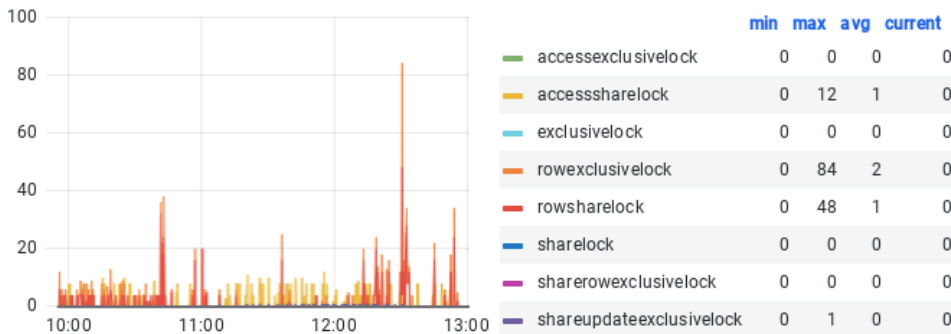 100
80
60
40
20
0
10:00 11:00 12:00 13:00
min max avg current
accessexclusivelock 0 0 0 0
accesssharelock 0 12 1 0
exclusivelock 0 0 0 0
rowexclusivelock 0 84 2 0
rowsharelock 0 48 1 0
sharelock 0 0 0 0
sharerowexclusivelock 0 0 0 0
shareupdateexclusivelock 0 1 0 0